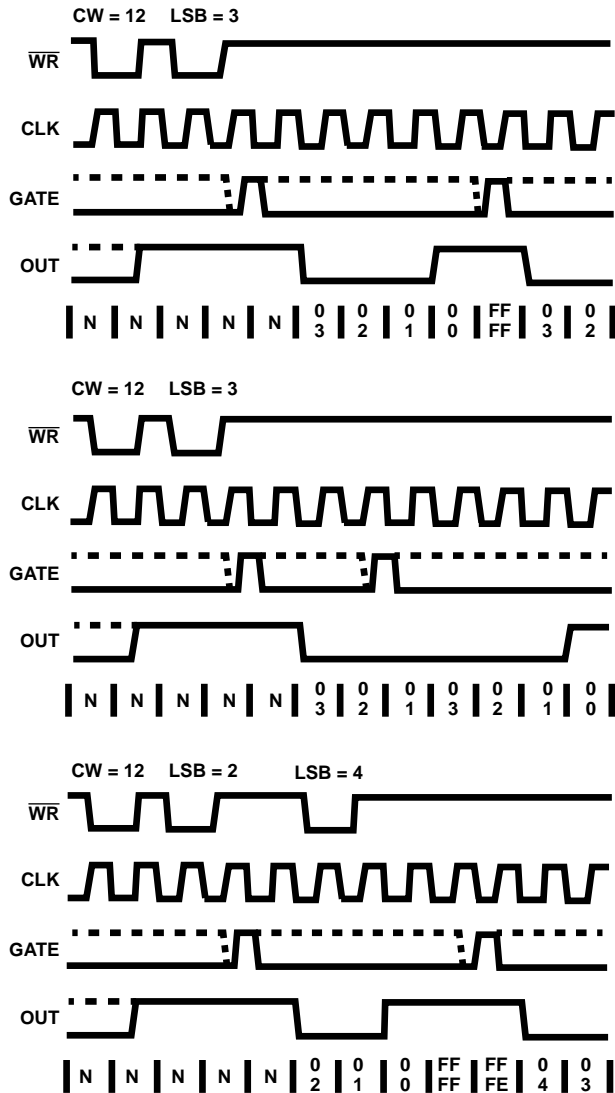 CW = 12 LSB = 3
WR
CLK
GATE
OUT
N N N N N 0 0 0 0 FF 0 0
3 2 1 0 FF 3 2
CW = 12 LSB = 3
WR
CLK
GATE
OUT
N N N N N 0 0 0 0 0 0 0
3 2 1 3 2 1 0
CW = 12 LSB = 2 LSB = 4
WR
CLK
GATE
OUT
N N N N N 0 0 0 FF FF 0 0
2 1 0 FF FE 4 3